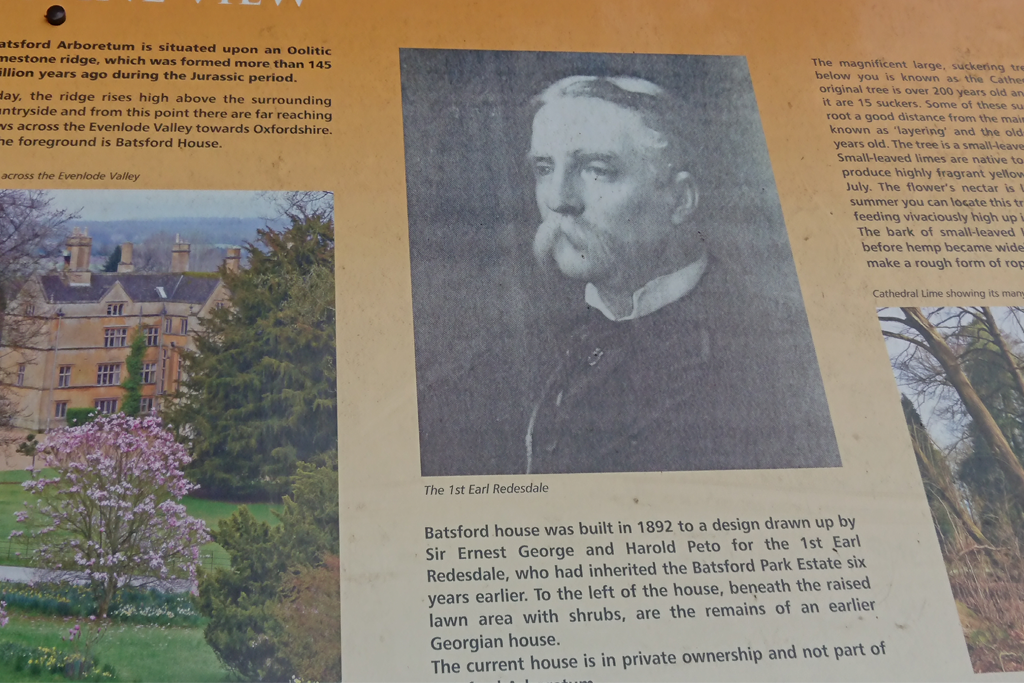 VIEW
atsford Arboretum is situated upon an Oolitic
mestone ridge, which was formed more than 145
illion years ago during the Jurassic period.
day, the ridge rises high above the surrounding
untryside and from this point there are far reaching
ws across the Evenlode Valley towards Oxfordshire.
he foreground is Batsford House.
across the Evenlode Valley
The 1st Earl Redesdale
Batsford house was built in 1892 to a design drawn up by
Sir Ernest George and Harold Peto for the 1st Earl
Redesdale, who had inherited the Batsford Park Estate six
years earlier. To the left of the house, beneath the raised
lawn area with shrubs, are the remains of an earlier
Georgian house.
The current house is in private ownership and not part of
The magnificent large, suckering tre
below you is known as the Cathe
original tree is over 200 years old an
it are 15 suckers. Some of these su
root a good distance from the mai
known as 'layering' and the old
years old. The tree is a small-leave
Small-leaved limes are native to
produce highly fragrant yellow
July. The flower's nectar is
summer you can locate this tr
feeding vivaciously high up i
The bark of small-leaved
before hemp became wide
make a rough form of rop
Cathedral Lime showing its many